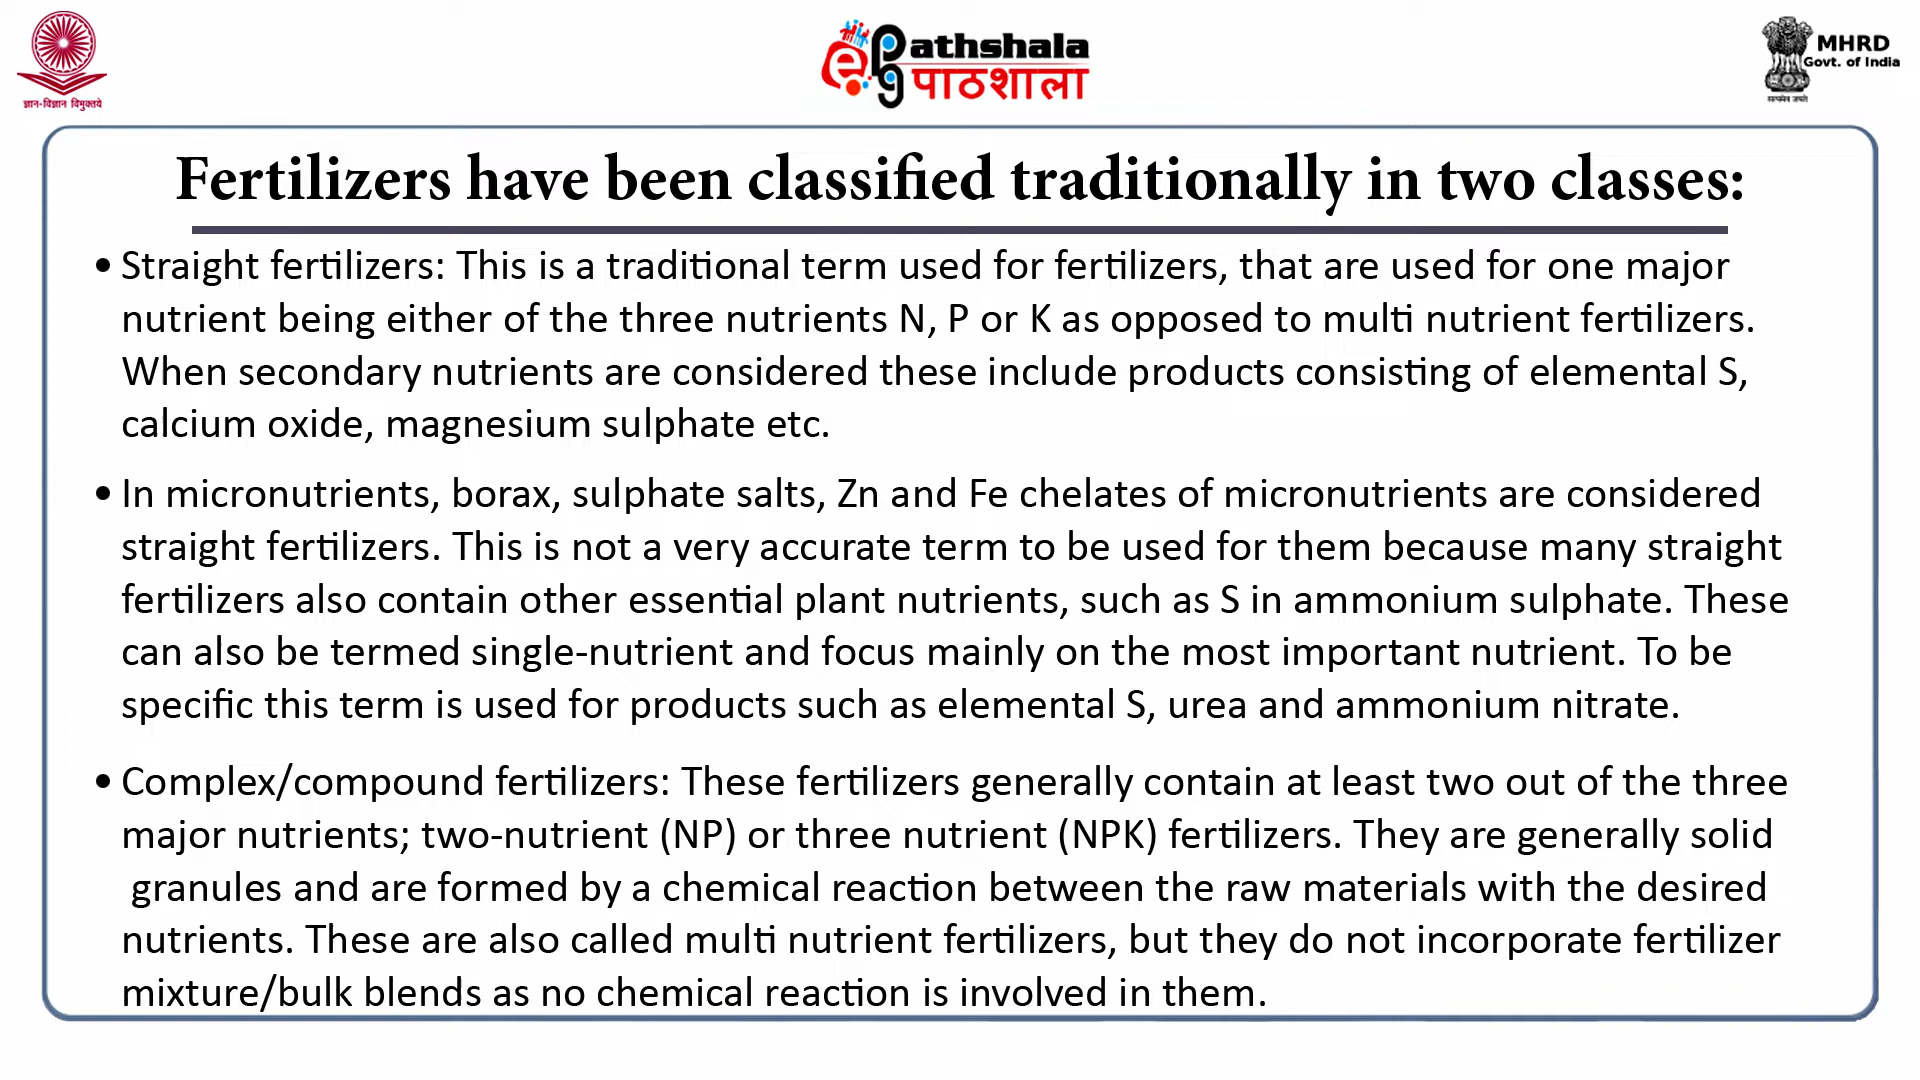 ज्ञान-विज्ञान विमुक्तये
e PG Pathshala
पाठशाला
MHRD
Govt. of India
सत्यमेव जयते
Fertilizers have been classified traditionally in two classes:
• Straight fertilizers: This is a traditional term used for fertilizers, that are used for one major
nutrient being either of the three nutrients N, P or K as opposed to multi nutrient fertilizers.
When secondary nutrients are considered these include products consisting of elemental S,
calcium oxide, magnesium sulphate etc.
• In micronutrients, borax, sulphate salts, Zn and Fe chelates of micronutrients are considered
straight fertilizers. This is not a very accurate term to be used for them because many straight
fertilizers also contain other essential plant nutrients, such as S in ammonium sulphate. These
can also be termed single-nutrient and focus mainly on the most important nutrient. To be
specific this term is used for products such as elemental S, urea and ammonium nitrate.
• Complex/compound fertilizers: These fertilizers generally contain at least two out of the three
major nutrients; two-nutrient (NP) or three nutrient (NPK) fertilizers. They are generally solid
granules and are formed by a chemical reaction between the raw materials with the desired
nutrients. These are also called multi nutrient fertilizers, but they do not incorporate fertilizer
mixture/bulk blends as no chemical reaction is involved in them.